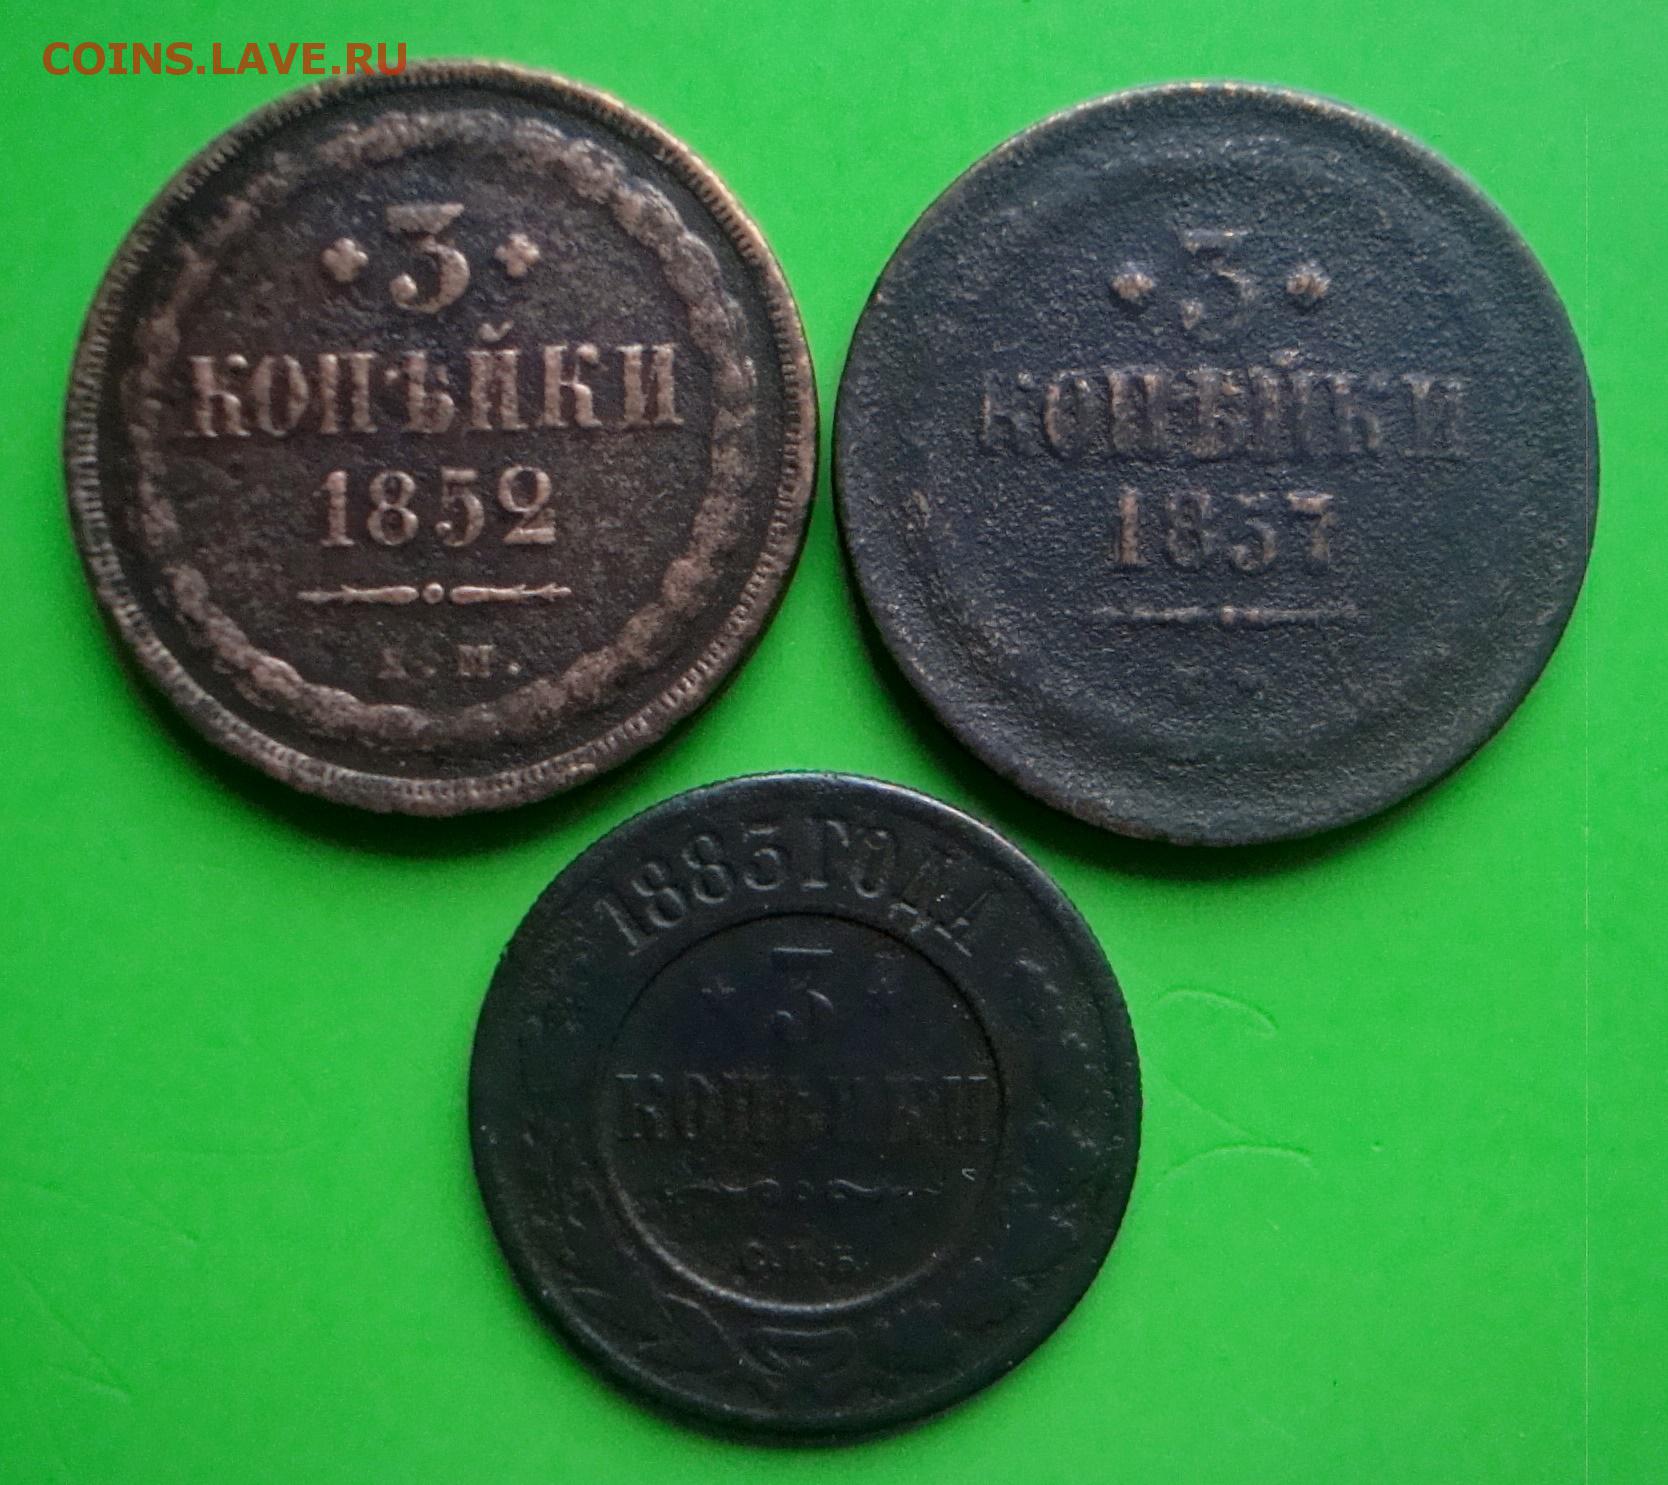 COINS.LAVE.RU
3
КОПѢЙКИ
1852
Е.М.
3
КОПѢЙКИ
1857
1883 ГОДА
3
КОПѢЙКИ
С.П.Б.